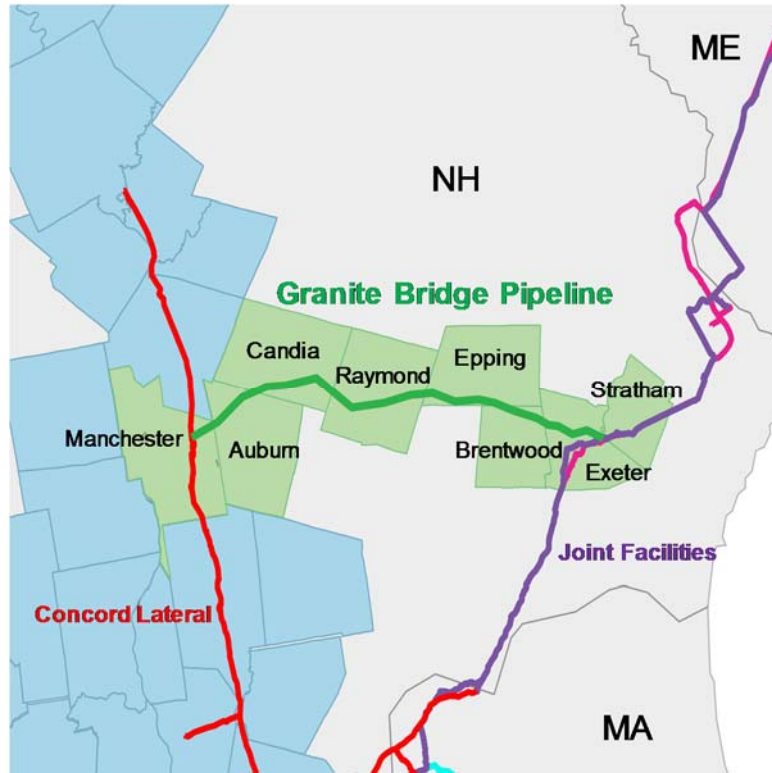 ME
NH
Granite Bridge Pipeline
Candia
Raymond
Epping
Stratham
Manchester
Auburn
Brentwood
Exeter
Joint Facilities
Concord Lateral
MA